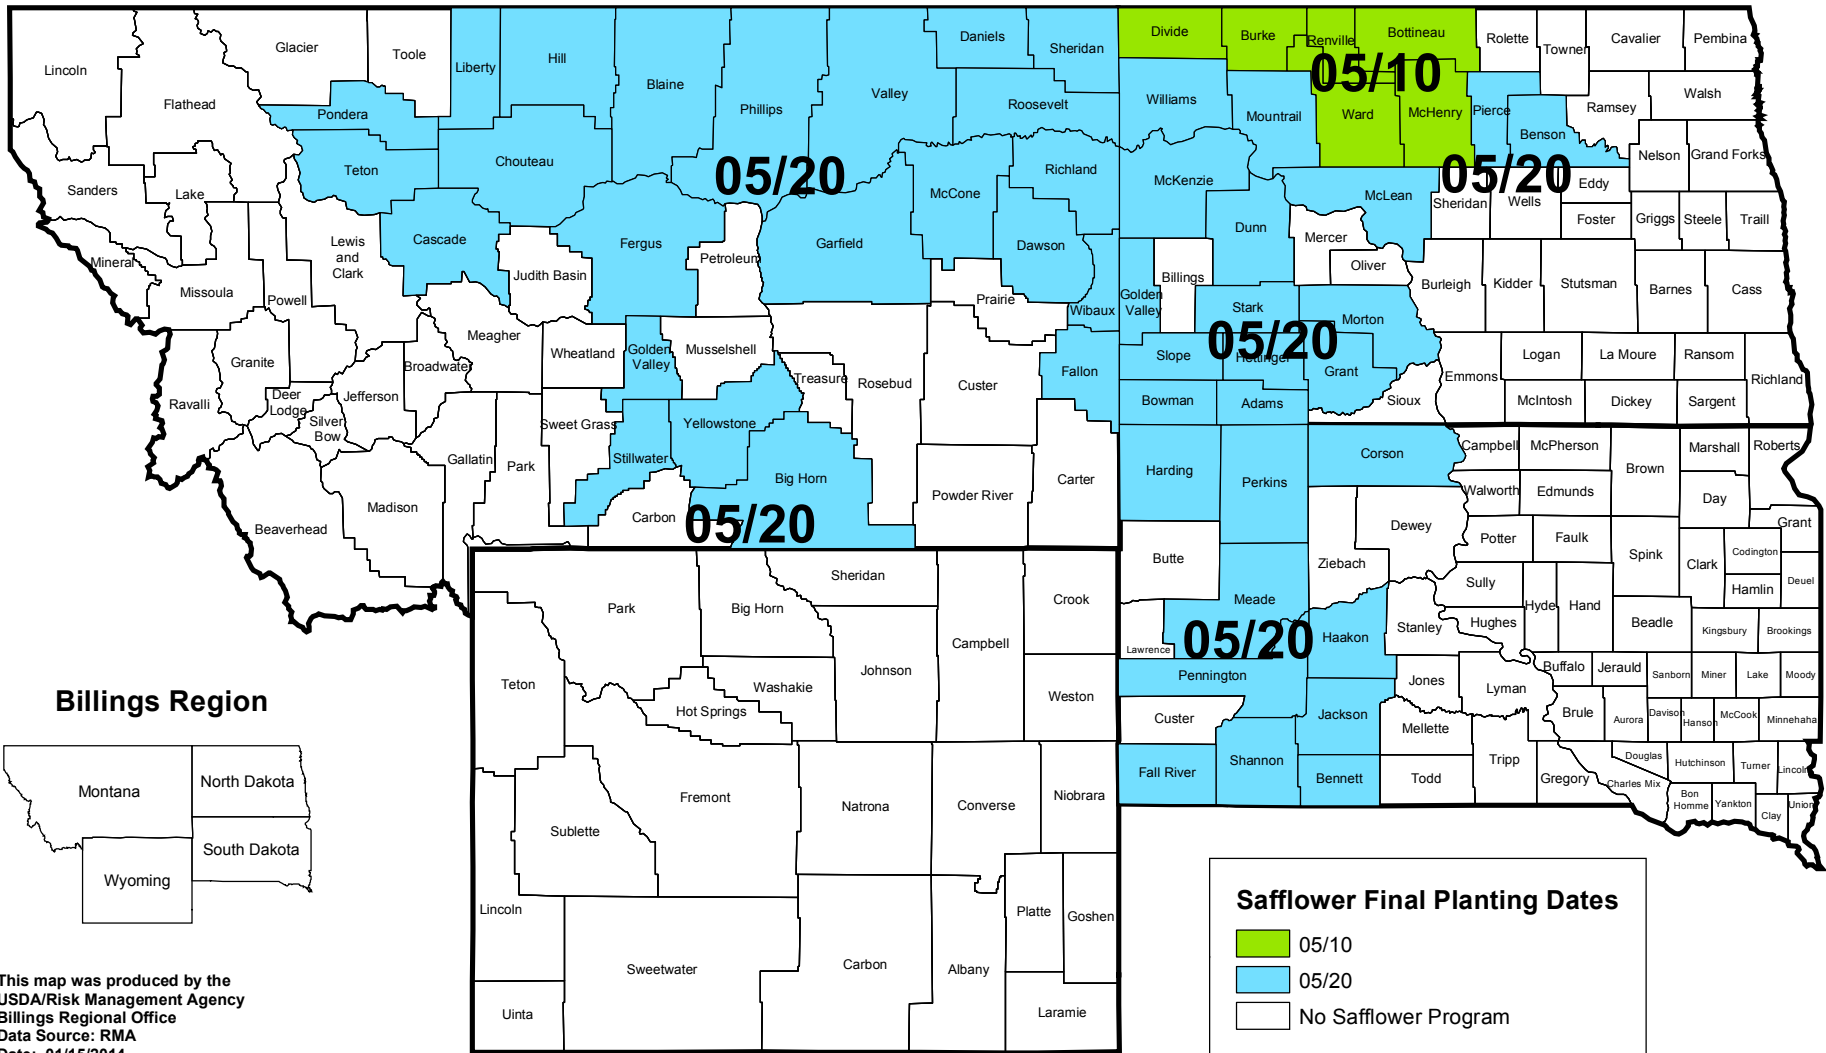 Lincoln
Glacier
Toole
Liberty
Hill
Blaine
Phillips
Valley
Daniels
Sheridan
Divide
Burke
Renville
Bottineau
Rolette
Towner
Cavalier
Pembina
Flathead
Pondera
Roosevelt
Williams
Mountrail
05/10
Ward
McHenry
Pierce
Benson
Ramsey
Walsh
Sanders
Lake
Teton
Chouteau
05/20
McCone
Richland
McKenzie
McLean
05/20
Sheridan
Wells
Eddy
Foster
Nelson
Grand Forks
Griggs
Steele
Traill
Mineral
Missoula
Powell
Lewis
and
Clark
Cascade
Judith Basin
Fergus
Petroleum
Garfield
Dawson
Prairie
Wibaux
Golden
Valley
Billings
Dunn
Mercer
Oliver
Burleigh
Kidder
Stutsman
Barnes
Cass
Meagher
Wheatland
Golden
Valley
Musselshell
Treasure
Rosebud
Custer
Fallon
Stark
Morton
05/20
Slope
Hettinger
Grant
Bowman
Adams
Sioux
Emmons
Logan
La Moure
Ransom
Richland
McIntosh
Dickey
Sargent
Granite
Ravalli
Deer
Lodge
Silver
Bow
Jefferson
Broadwater
Gallatin
Park
Sweet Grass
Stillwater
Yellowstone
Big Horn
Carbon
05/20
Powder River
Carter
Beaverhead
Madison
Harding
Perkins
Corson
Campbell
McPherson
Brown
Marshall
Roberts
Walworth
Edmunds
Day
Grant
Butte
Ziebach
Dewey
Potter
Faulk
Spink
Clark
Codington
Hamlin
Deuel
Park
Big Horn
Sheridan
Campbell
Crook
Meade
Lawrence
05/20
Haakon
Stanley
Sully
Hughes
Hyde
Hand
Beadle
Kingsbury
Brookings
Teton
Washakie
Hot Springs
Johnson
Weston
Pennington
Custer
Jackson
Jones
Lyman
Mellette
Buffalo
Jerauld
Sanborn
Miner
Lake
Moody
Brule
Aurora
Davison
Hanson
McCook
Minnehaha
Fall River
Shannon
Bennett
Todd
Tripp
Gregory
Douglas
Charles Mix
Hutchinson
Turner
Lincoln
Bon
Homme
Yankton
Clay
Union
Sublette
Fremont
Natrona
Converse
Niobrara
Lincoln
Uinta
Sweetwater
Carbon
Albany
Platte
Goshen
Laramie
Billings Region
Montana
North Dakota
South Dakota
Wyoming
This map was produced by the
USDA/Risk Management Agency
Billings Regional Office
Data Source: RMA
Date: 01/15/2014
Safflower Final Planting Dates
05/10
05/20
No Safflower Program